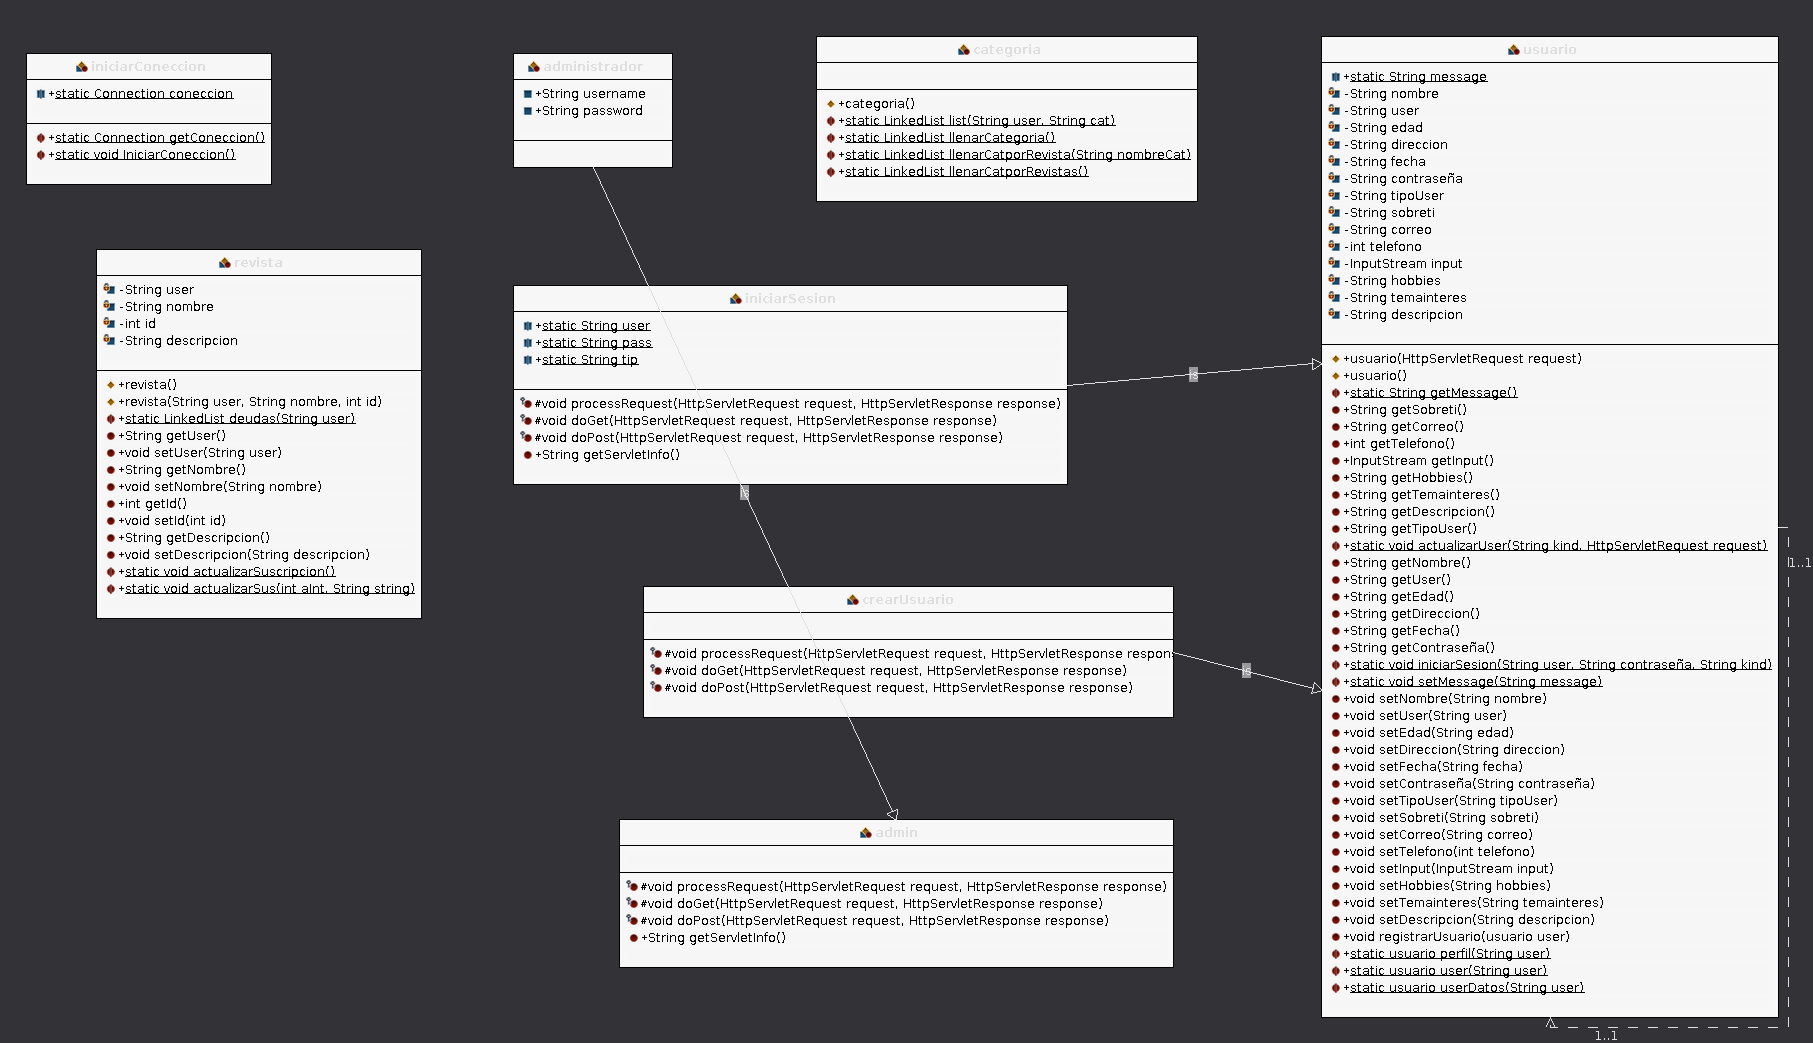 iniciarConeccion
+static Connection coneccion
+static Connection getConeccion()
+static void IniciarConeccion()
administrador
+String username
+String password
categoria
+categoria()
+static LinkedList list(String user, String cat)
+static LinkedList llenarCategoria()
+static LinkedList llenarCatporRevista(String nombreCat)
+static LinkedList llenarCatporRevistas()
revista
-String user
-String nombre
-int id
-String descripcion
+revista()
+revista(String user, String nombre, int id)
+static LinkedList deudas(String user)
+String getUser()
+void setUser(String user)
+String getNombre()
+void setNombre(String nombre)
+int getId()
+void setId(int id)
+String getDescripcion()
+void setDescripcion(String descripcion)
+static void actualizarSuscripcion()
+static void actualizarSus(int aInt, String string)
iniciarSesion
+static String user
+static String pass
+static String tip
#void processRequest(HttpServletRequest request, HttpServletResponse response)
#void doGet(HttpServletRequest request, HttpServletResponse response)
#void doPost(HttpServletRequest request, HttpServletResponse response)
+String getServletInfo()
is
is
crearUsuario
#void processRequest(HttpServletRequest request, HttpServletResponse respon
#void doGet(HttpServletRequest request, HttpServletResponse response)
#void doPost(HttpServletRequest request, HttpServletResponse response)
is
admin
#void processRequest(HttpServletRequest request, HttpServletResponse response)
#void doGet(HttpServletRequest request, HttpServletResponse response)
#void doPost(HttpServletRequest request, HttpServletResponse response)
+String getServletInfo()
usuario
+static String message
-String nombre
-String user
-String edad
-String direccion
-String fecha
-String contraseña
-String tipoUser
-String sobreti
-String correo
-int telefono
-InputStream input
-String hobbies
-String temainteres
-String descripcion
+usuario(HttpServletRequest request)
+usuario()
+static String getMessage()
+String getSobreti()
+String getCorreo()
+int getTelefono()
+InputStream getInput()
+String getHobbies()
+String getTemainteres()
+String getDescripcion()
+String getTipoUser()
+static void actualizarUser(String kind, HttpServletRequest request)
+String getNombre()
+String getUser()
+String getEdad()
+String getDireccion()
+String getFecha()
+String getContraseña()
+static void iniciarSesion(String user, String contraseña, String kind)
+static void setMessage(String message)
+void setNombre(String nombre)
+void setUser(String user)
+void setEdad(String edad)
+void setDireccion(String direccion)
+void setFecha(String fecha)
+void setContraseña(String contraseña)
+void setTipoUser(String tipoUser)
+void setSobreti(String sobreti)
+void setCorreo(String correo)
+void setTelefono(int telefono)
+void setInput(InputStream input)
+void setHobbies(String hobbies)
+void setTemainteres(String temainteres)
+void setDescripcion(String descripcion)
+void registrarUsuario(usuario user)
+static usuario perfil(String user)
+static usuario user(String user)
+static usuario userDatos(String user)
1..1
1..1